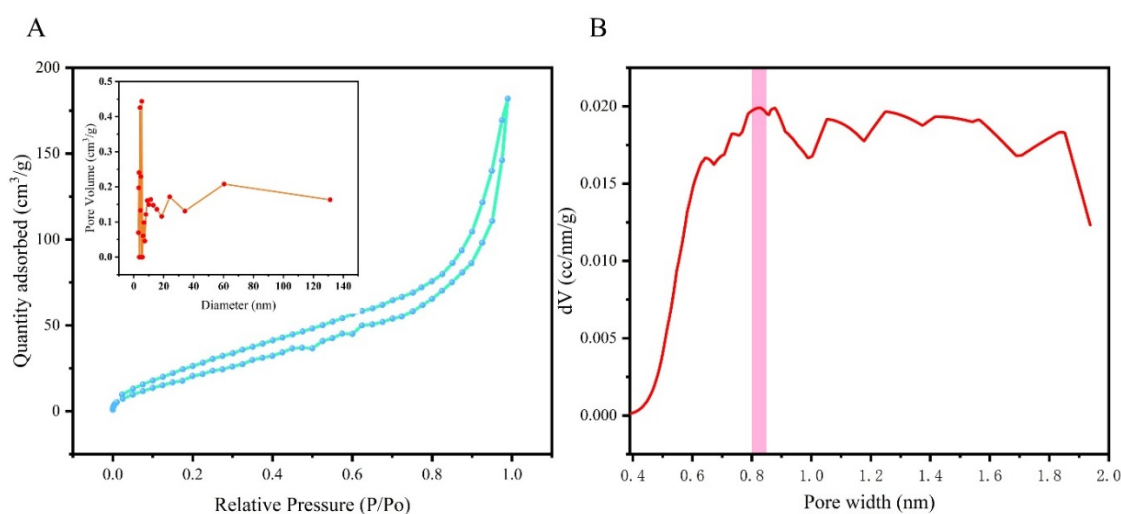 A
Quantity adsorbed (cm³/g)
200
150
100
50
0
0.0 0.2 0.4 0.6 0.8 1.0
Relative Pressure (P/Po)
Pore Volume (cm³/g)
0.5
0.4
0.3
0.2
0.1
0.0
0 20 40 60 80 100 120 140
Diameter (nm)
B
dV (cc/nm/g)
0.020
0.015
0.010
0.005
0.000
0.4 0.6 0.8 1.0 1.2 1.4 1.6 1.8 2.0
Pore width (nm)